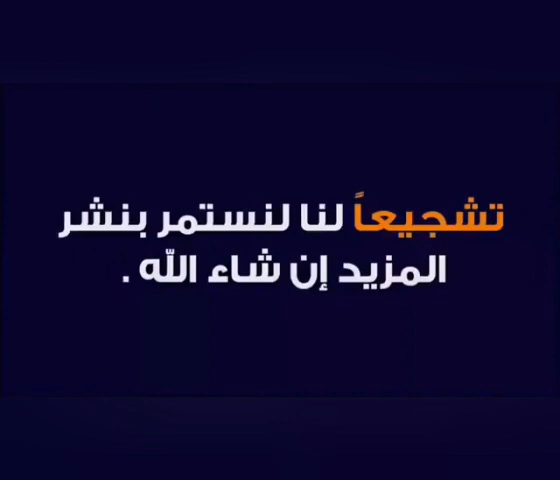 تشجيعاً لنا لنستمر بنشر
المزيد إن شاء الله .